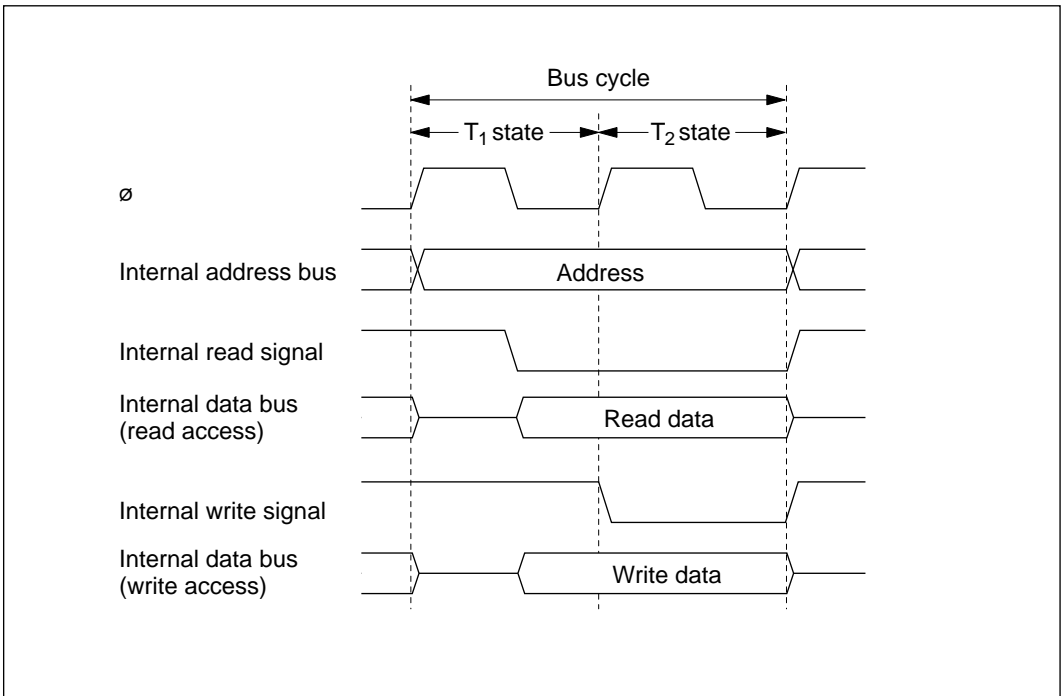 Bus cycle
T1 state
T2 state
ø
Internal address bus
Address
Internal read signal
Internal data bus
(read access)
Read data
Internal write signal
Internal data bus
(write access)
Write data